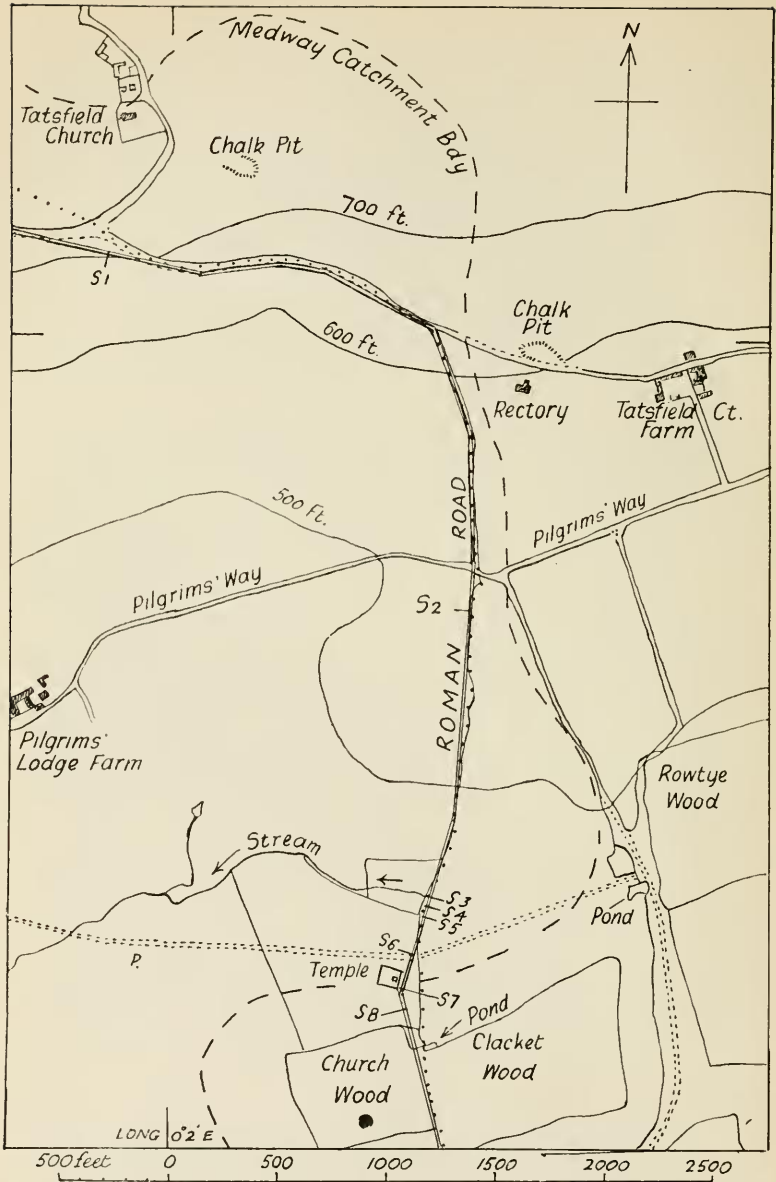 Medway Catchment Bdy
N
Tatsfield
Church
Chalk Pit
700 ft.
S1
600 ft.
Chalk
Pit
Rectory
Tatsfield Ct.
Farm
ROMAN ROAD
500 Ft.
Pilgrims' Way
Pilgrims' Way
S2
Pilgrims'
Lodge Farm
Rowtye
Wood
Stream
S3
S4
S5
Pond
S6
P.
Temple
S7
S8
Pond
Clacket
Wood
Church
Wood
LONG 0°2' E
500 feet 0 500 1000 1500 2000 2500